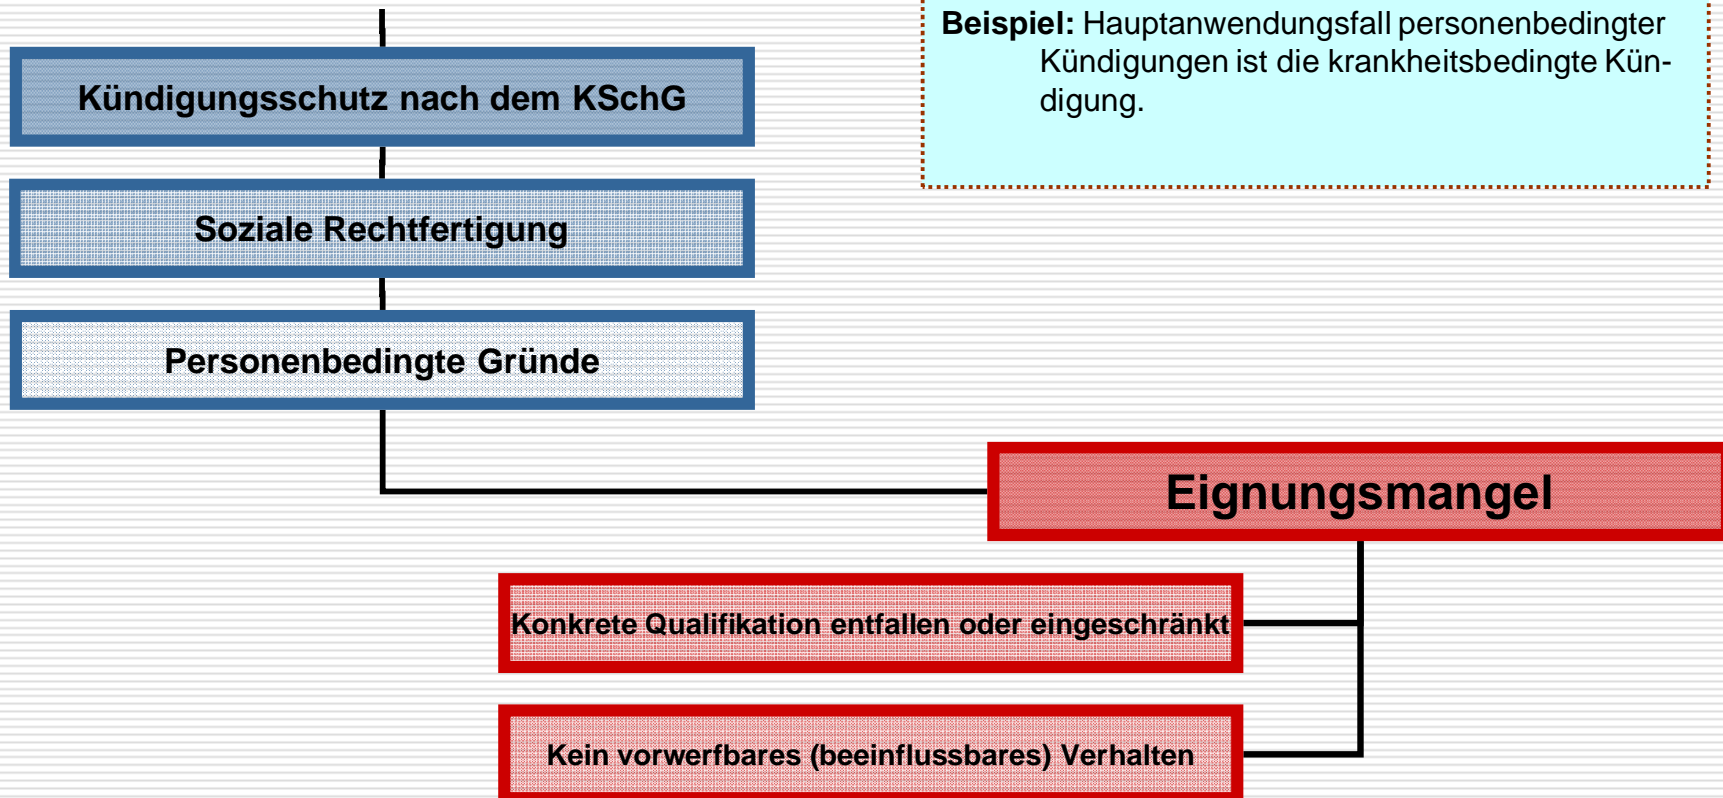 Beispiel: Hauptanwendungsfall personenbedingter
Kündigungen ist die krankheitsbedingte Kün-
digung.
Kündigungsschutz nach dem KSchG
Soziale Rechtfertigung
Personenbedingte Gründe
Eignungsmangel
Konkrete Qualifikation entfallen oder eingeschränkt
Kein vorwerfbares (beeinflussbares) Verhalten